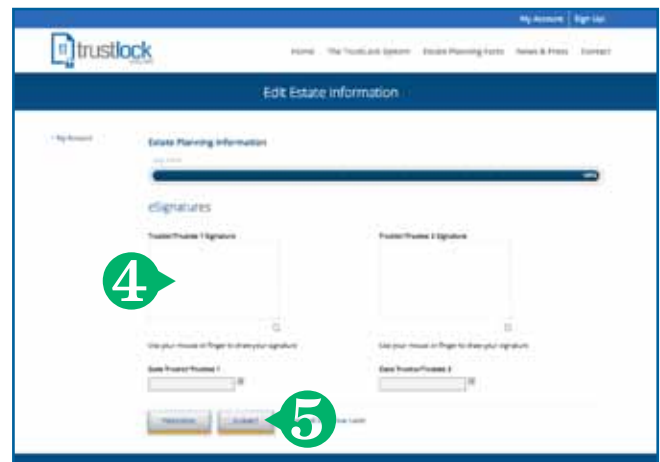 My Account | Sign Up
trustlock
Home The TrustLock System Estate Planning Facts News & Press Contact
Edit Estate Information
My Account
Estate Planning Information
eSignatures
Trustor/Trustee 1 Signature Trustor/Trustee 2 Signature
4
Use your mouse or finger to draw your signature Use your mouse or finger to draw your signature
Date Trustor/Trustee 1 Date Trustor/Trustee 2
Previous Submit 5